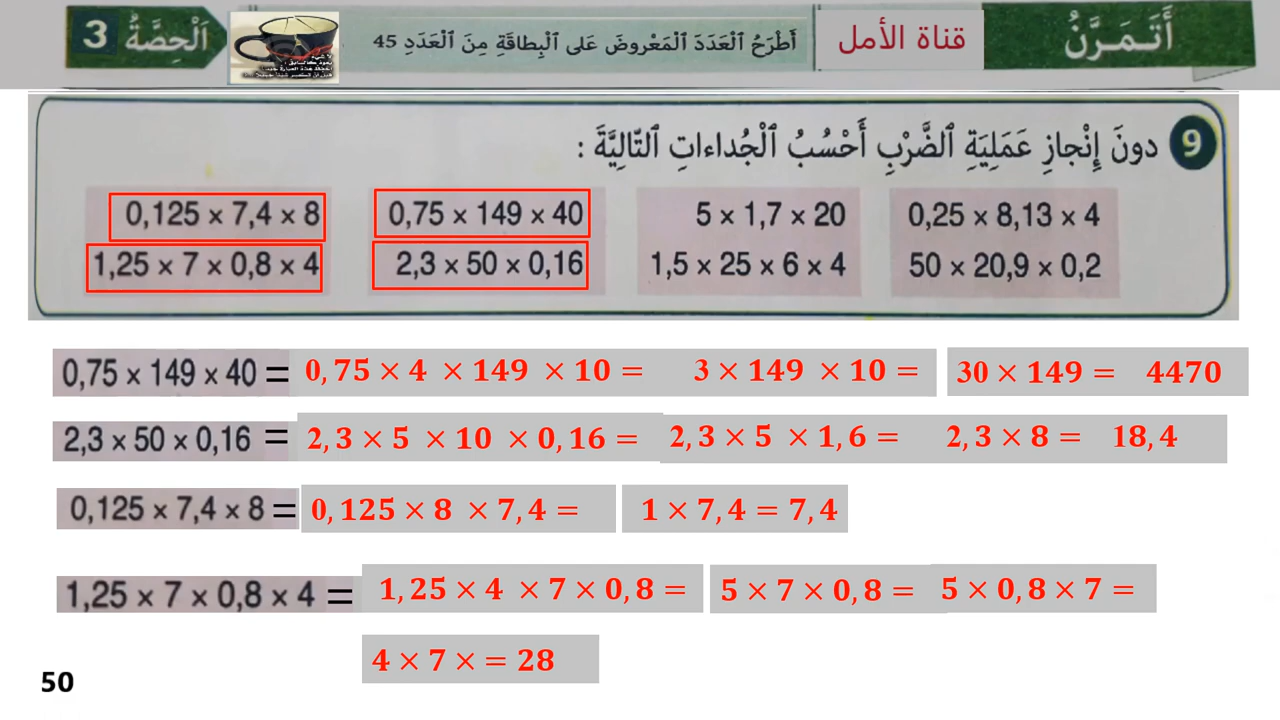 أَتَمَرَّنُ
قناة الأمل
أَطْرَحُ ٱلْعَدَدَ ٱلْمَعْروضَ عَلى ٱلْبِطاقَةِ مِنَ ٱلْعَدَدِ 45
اَلْحِصَّةُ 3
9 دونَ إِنْجازِ عَمَلِيَةِ ٱلضَّرْبِ أَحْسُبُ ٱلْجُداءاتِ ٱلتّالِيَّةَ :
0,125 × 7,4 × 8 0,75 × 149 × 40 5 × 1,7 × 20 0,25 × 8,13 × 4
1,25 × 7 × 0,8 × 4 2,3 × 50 × 0,16 1,5 × 25 × 6 × 4 50 × 20,9 × 0,2
0,75 × 149 × 40 = 0,75 × 4 × 149 × 10 = 3 × 149 × 10 = 30 × 149 = 4470
2,3 × 50 × 0,16 = 2,3 × 5 × 10 × 0,16 = 2,3 × 5 × 1,6 = 2,3 × 8 = 18,4
0,125 × 7,4 × 8 = 0,125 × 8 × 7,4 = 1 × 7,4 = 7,4
1,25 × 7 × 0,8 × 4 = 1,25 × 4 × 7 × 0,8 = 5 × 7 × 0,8 = 5 × 0,8 × 7 =
4 × 7 × = 28
50